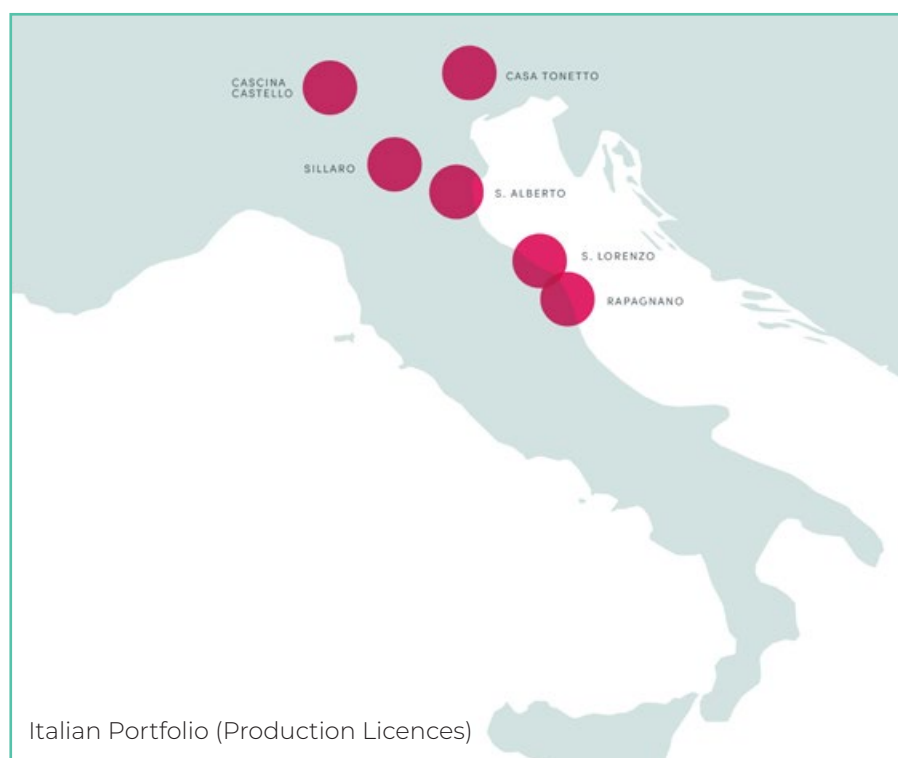 CASCINA
CASTELLO
CASA TONETTO
SILLARO
S. ALBERTO
S. LORENZO
RAPAGNANO
Italian Portfolio (Production Licences)